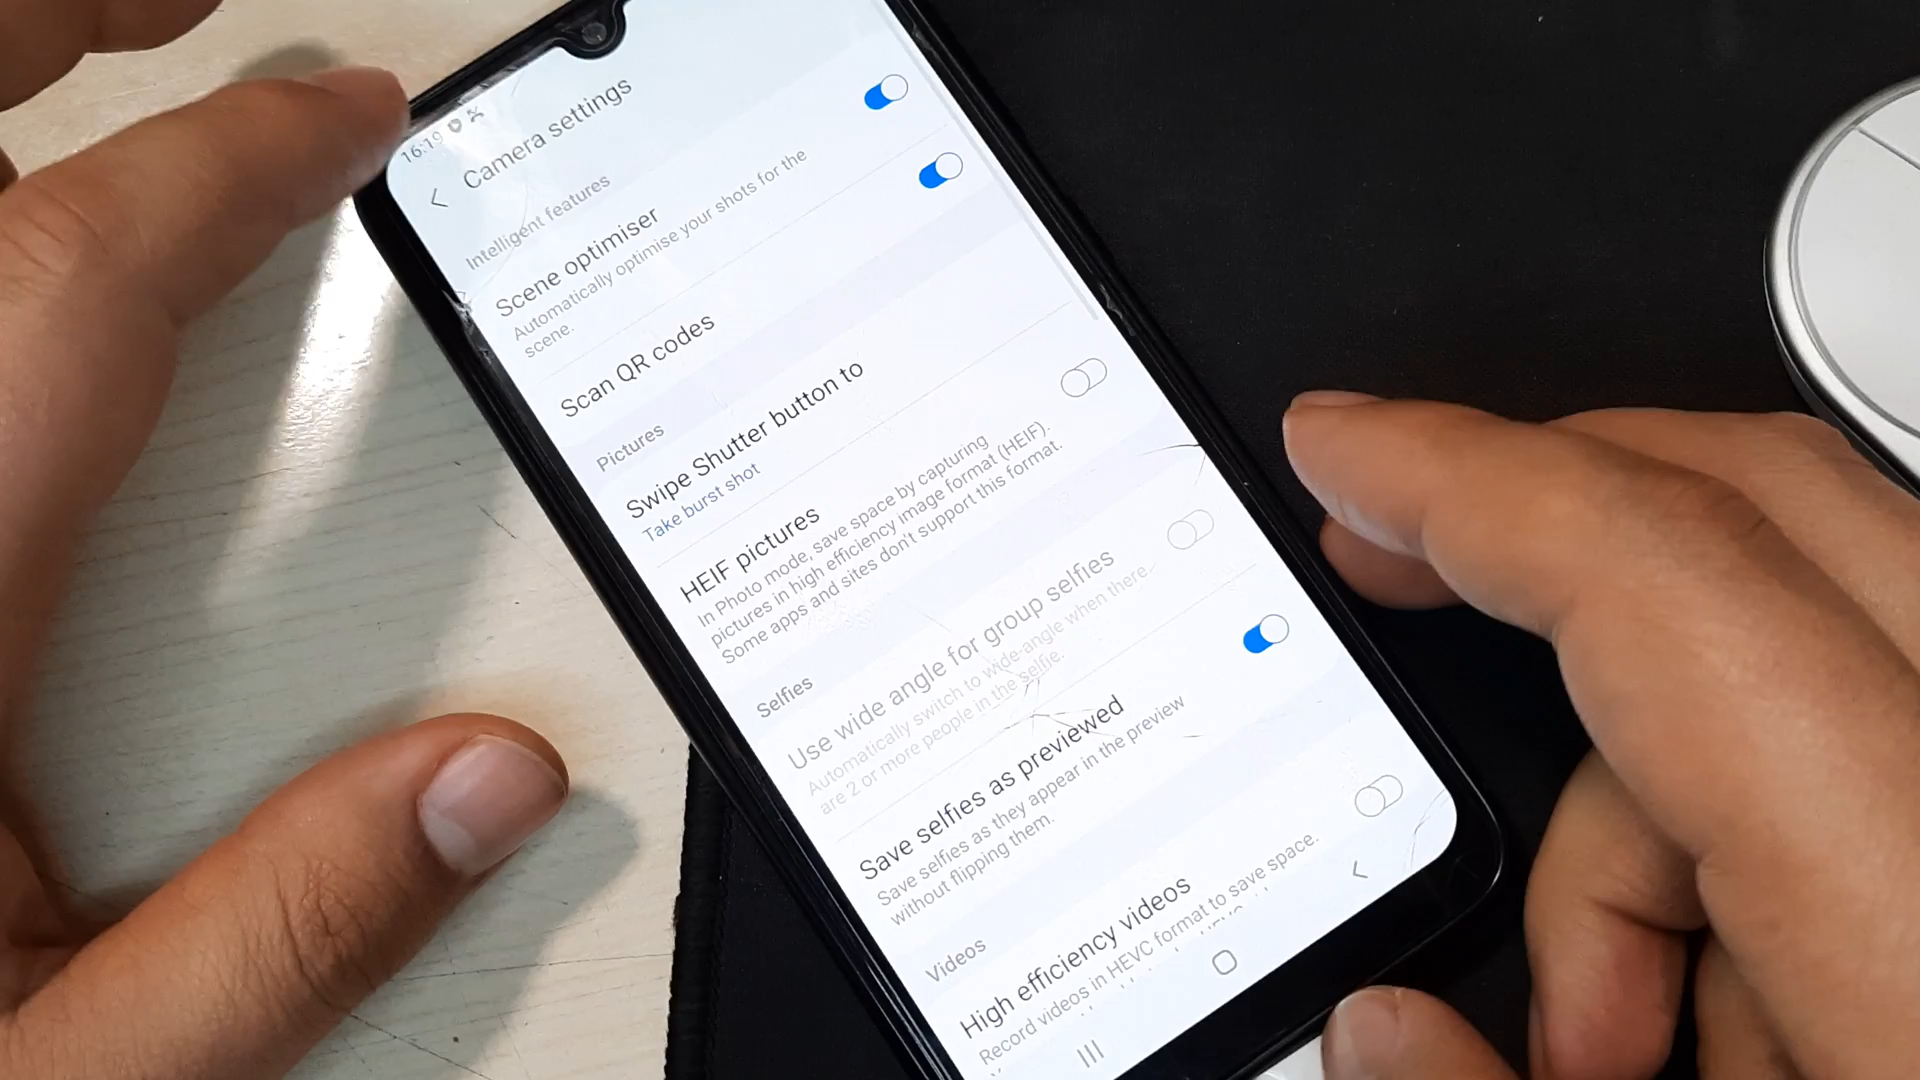 16:19
Camera settings
Intelligent features
Scene optimiser
Automatically optimise your shots for the
scene.
Scan QR codes
Pictures
Swipe Shutter button to
Take burst shot
HEIF pictures
In Photo mode, save space by capturing
pictures in high efficiency image format (HEIF).
Some apps and sites don't support this format.
Selfies
Use wide angle for group selfies
Automatically switch to wide-angle when there
are 2 or more people in the selfie.
Save selfies as previewed
Save selfies as they appear in the preview
without flipping them.
Videos
High efficiency videos
Record videos in HEVC format to save space.